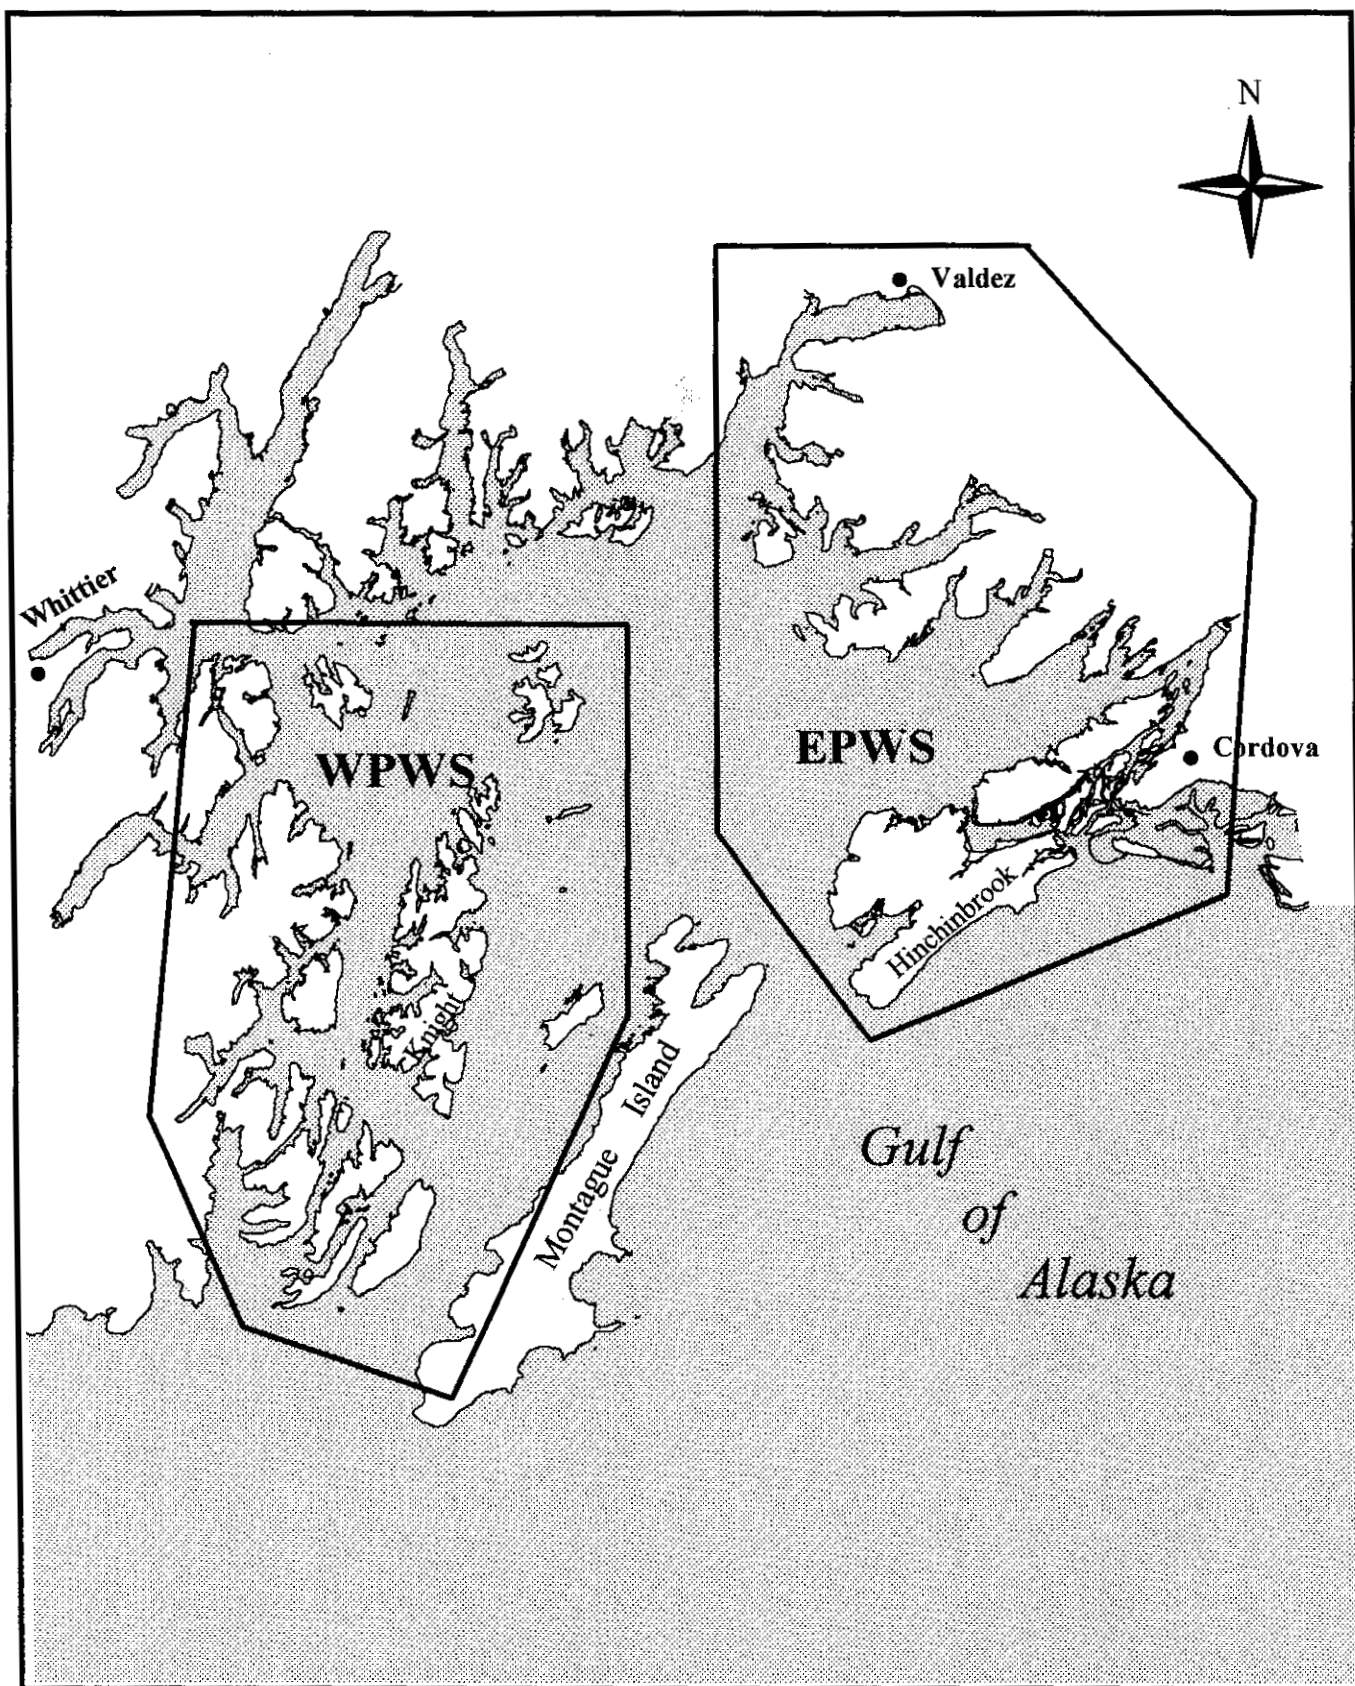 N
Valdez
Whittier
WPWS
EPWS
Cordova
Hinchinbrook
Knight
Montague Island
Gulf
of
Alaska